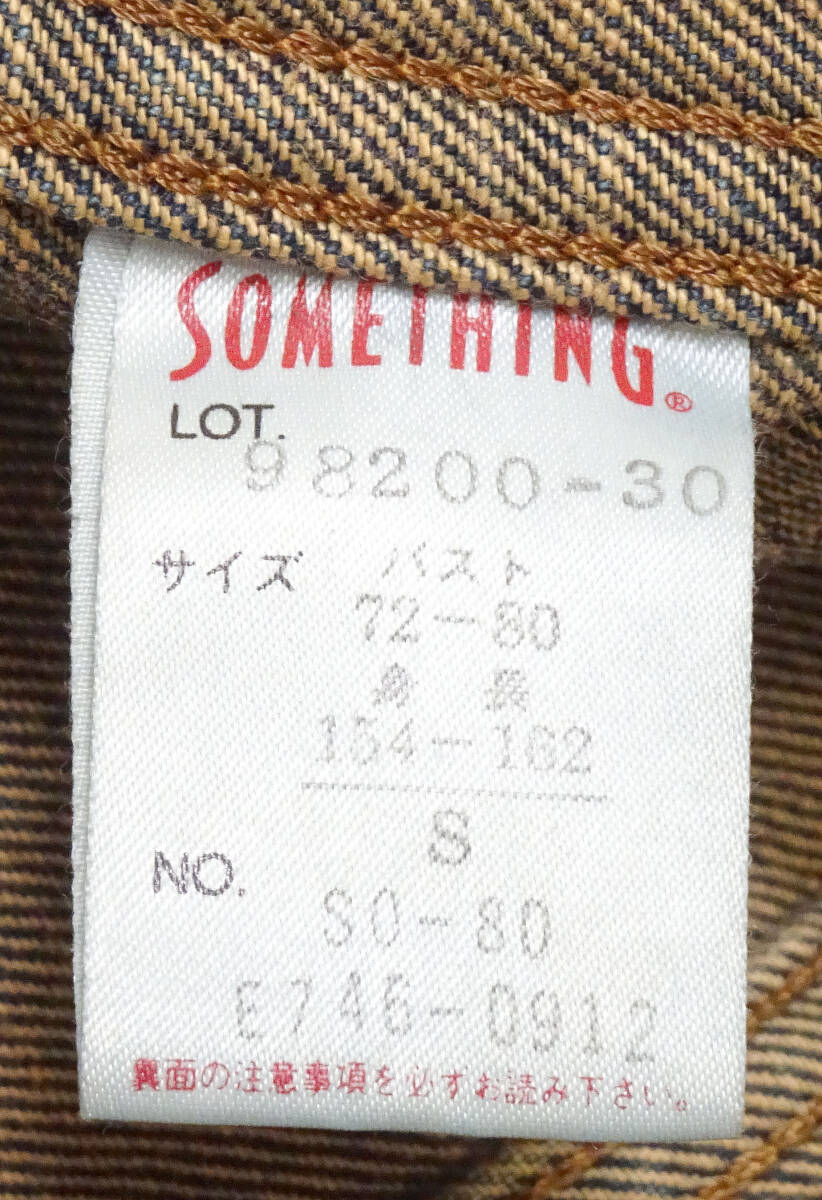 SOMETHING®
LOT.
98200-30
サイズ バスト
72-80
身長
154-162
S
NO.
S0-80
E746-0912
裏面の注意事項を必ずお読み下さい。